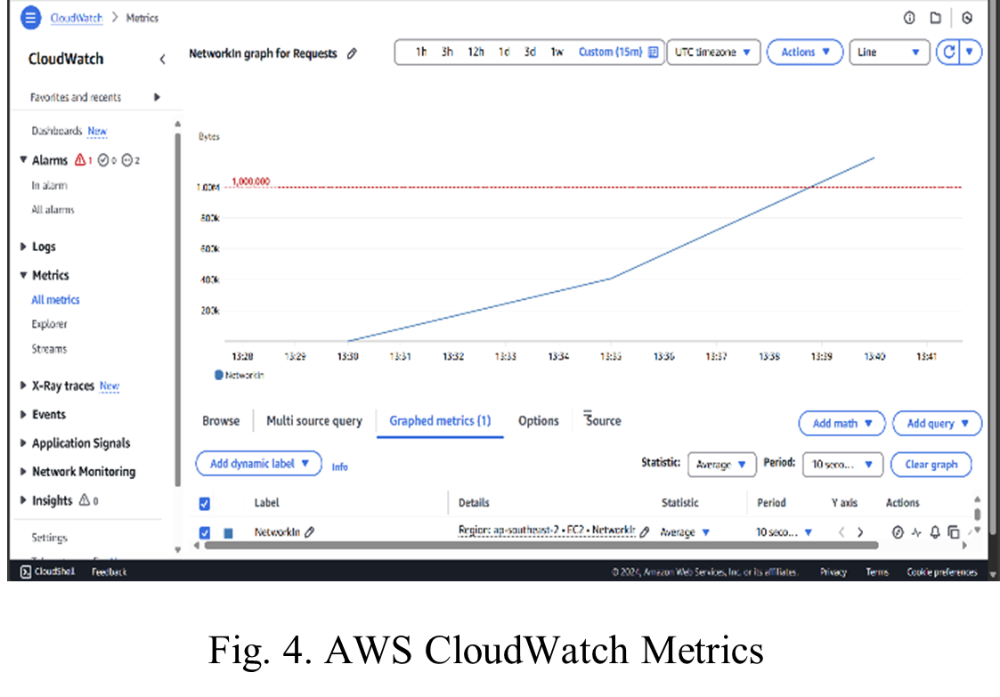 CloudWatch > Metrics
CloudWatch
Favorites and recents
Dashboards New
Alarms 1 0 2
In alarm
All alarms
Logs
Metrics
All metrics
Explorer
Streams
X-Ray traces New
Events
Application Signals
Network Monitoring
Insights 0
Settings
NetworkIn graph for Requests
1h 3h 12h 1d 3d 1w Custom (15m) UTC timezone Actions Line
Bytes
1,000,000
1.00M
800k
600k
400k
200k
13:28 13:29 13:30 13:31 13:32 13:33 13:34 13:35 13:36 13:37 13:38 13:39 13:40 13:41
NetworkIn
Browse Multi source query Graphed metrics (1) Options Source Add math Add query
Add dynamic label Info Statistic: Average Period: 10 seco... Clear graph
Label Details Statistic Period Y axis Actions
NetworkIn Region: ap-southeast-2 • EC2 • NetworkIn Average 10 seco...
CloudShell Feedback © 2024, Amazon Web Services, Inc. or its affiliates. Privacy Terms Cookie preferences
Fig. 4. AWS CloudWatch Metrics